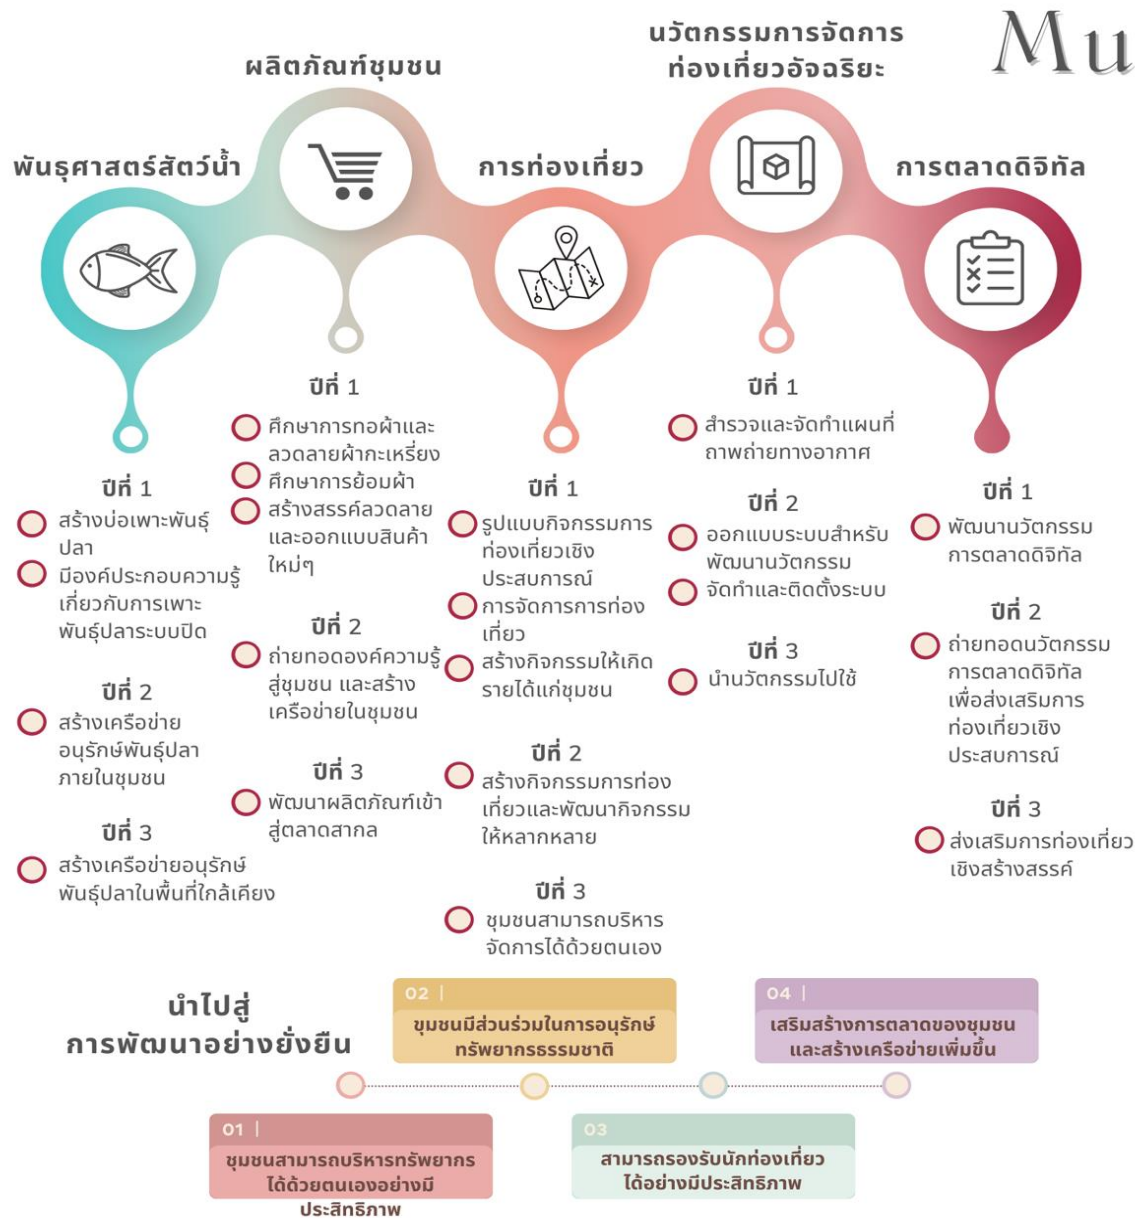 Mu
พันธุศาสตร์สัตว์น้ำ
ปีที่ 1
สร้างบ่อเพาะพันธุ์
ปลา
มีองค์ประกอบความรู้
เกี่ยวกับการเพาะ
พันธุ์ปลาระบบปิด
ปีที่ 2
สร้างเครือข่าย
อนุรักษ์พันธุ์ปลา
ภายในชุมชน
ปีที่ 3
สร้างเครือข่ายอนุรักษ์
พันธุ์ปลาในพื้นที่ใกล้เคียง
ผลิตภัณฑ์ชุมชน
ปีที่ 1
ศึกษาการทอผ้าและ
ลวดลายผ้ากะเหรี่ยง
ศึกษาการย้อมผ้า
สร้างสรรค์ลวดลาย
และออกแบบสินค้า
ใหม่ๆ
ปีที่ 2
ถ่ายทอดองค์ความรู้
สู่ชุมชน และสร้าง
เครือข่ายในชุมชน
ปีที่ 3
พัฒนาผลิตภัณฑ์เข้า
สู่ตลาดสากล
การท่องเที่ยว
ปีที่ 1
รูปแบบกิจกรรมการ
ท่องเที่ยวเชิง
ประสบการณ์
การจัดการการท่อง
เที่ยว
สร้างกิจกรรมให้เกิด
รายได้แก่ชุมชน
ปีที่ 2
สร้างกิจกรรมการท่อง
เที่ยวและพัฒนากิจกรรม
ให้หลากหลาย
ปีที่ 3
ชุมชนสามารถบริหาร
จัดการได้ด้วยตนเอง
นวัตกรรมการจัดการ
ท่องเที่ยวอัจฉริยะ
ปีที่ 1
สำรวจและจัดทำแผนที่
ถาพถ่ายทางอากาศ
ปีที่ 2
ออกแบบระบบสำหรับ
พัฒนานวัตกรรม
จัดทำและติดตั้งระบบ
ปีที่ 3
นำนวัตกรรมไปใช้
การตลาดดิจิทัล
ปีที่ 1
พัฒนานวัตกรรม
การตลาดดิจิทัล
ปีที่ 2
ถ่ายทอดนวัตกรรม
การตลาดดิจิทัล
เพื่อส่งเสริมการ
ท่องเที่ยวเชิง
ประสบการณ์
ปีที่ 3
ส่งเสริมการท่องเที่ยว
เชิงสร้างสรรค์
นำไปสู่
การพัฒนาอย่างยั่งยืน
01 |
ชุมชนสามารถบริหารทรัพยากร
ได้ด้วยตนเองอย่างมี
ประสิทธิภาพ
02 |
ขุมชนมีส่วนร่วมในการอนุรักษ์
ทรัพยากรธรรมชาติ
03
สามารถรองรับนักท่องเที่ยว
ได้อย่างมีประสิทธิภาพ
04 |
เสริมสร้างการตลาดของชุมชน
และสร้างเครือข่ายเพิ่มขึ้น